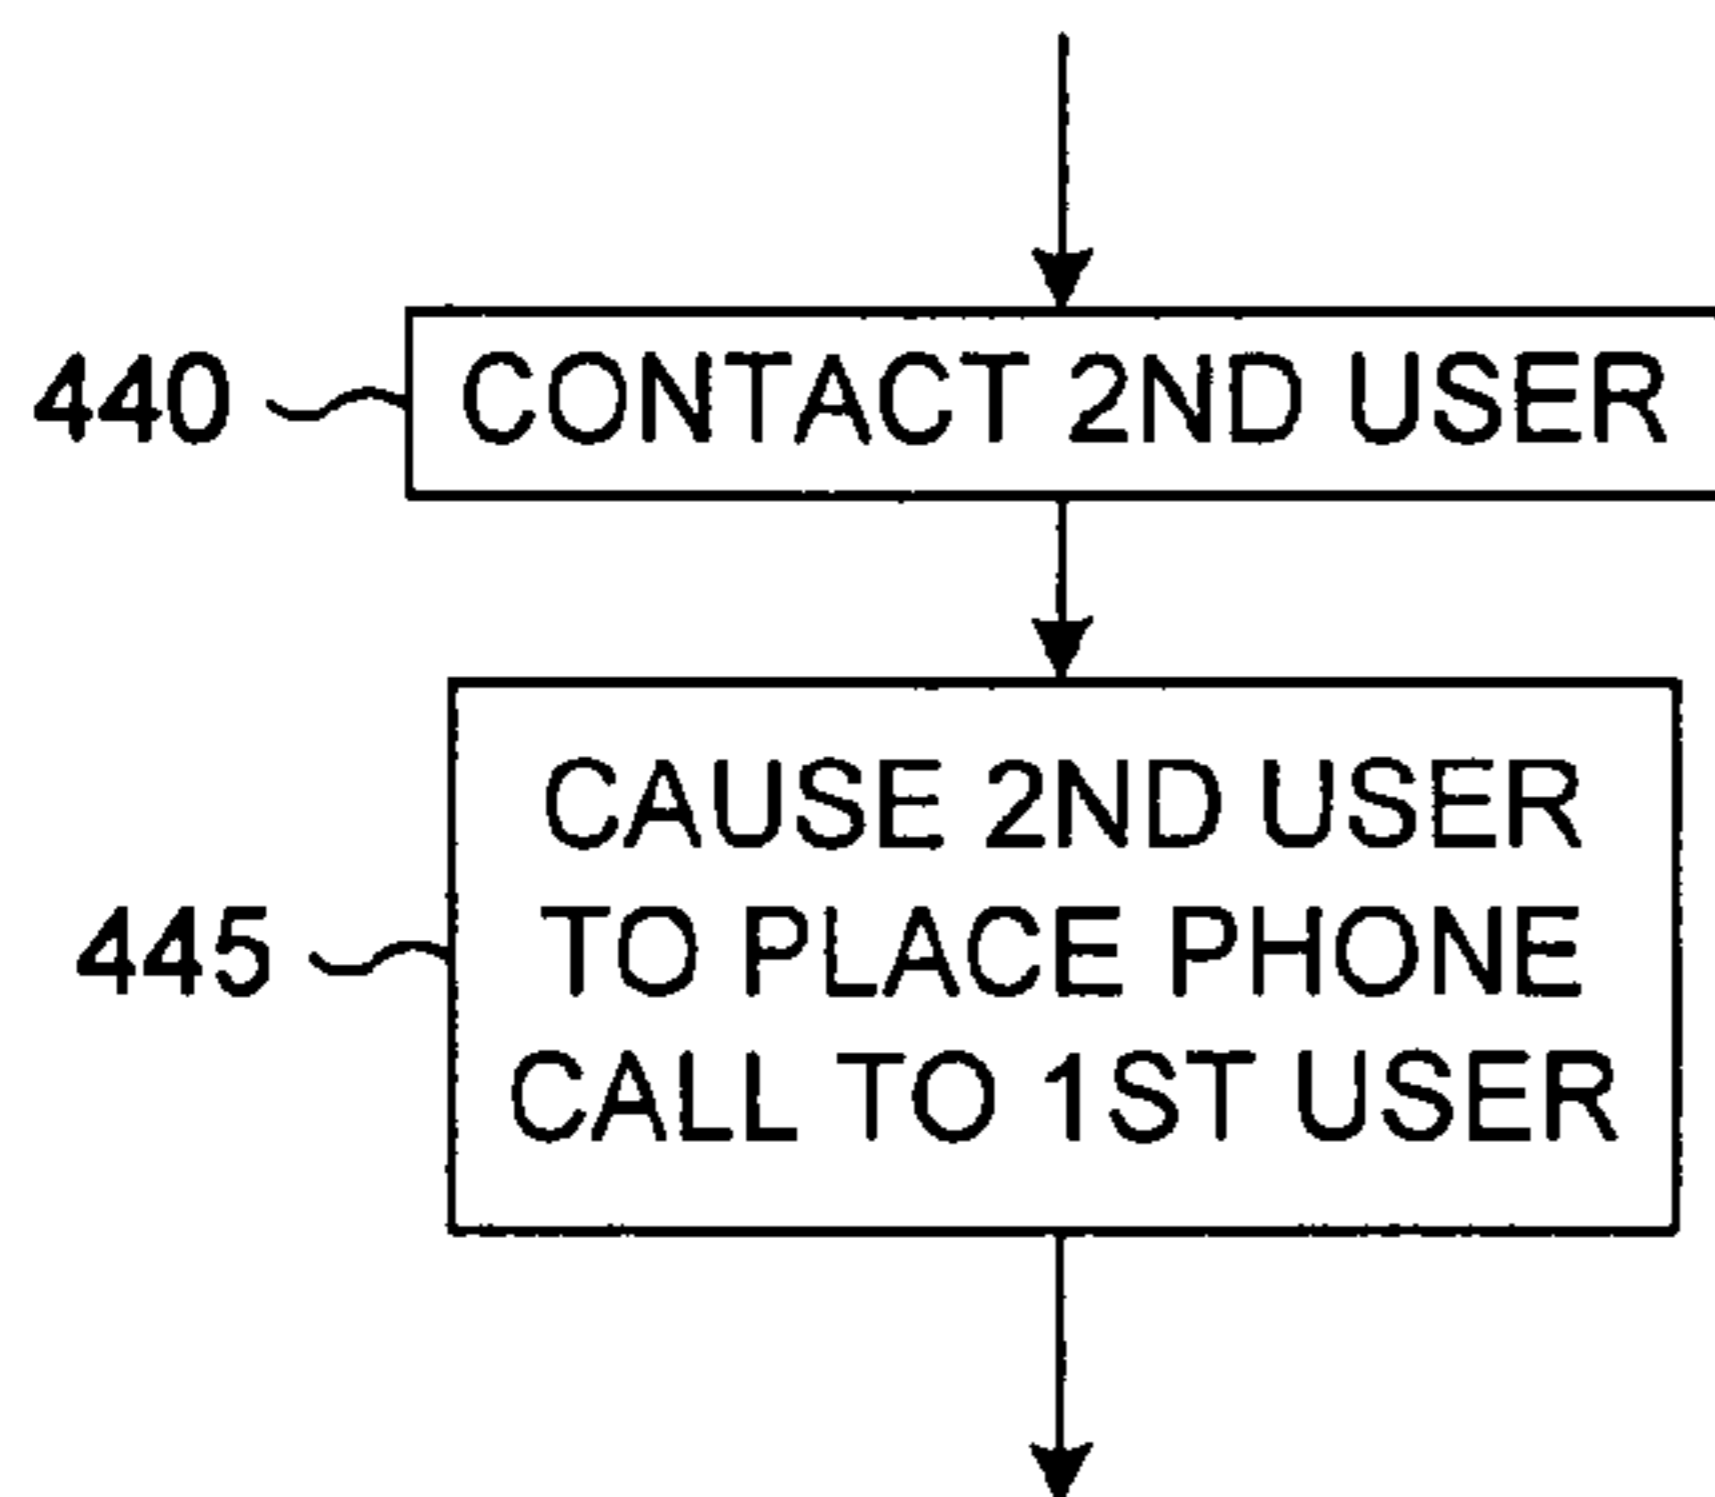 440 CONTACT 2ND USER
CAUSE 2ND USER
445 TO PLACE PHONE
CALL TO 1ST USER